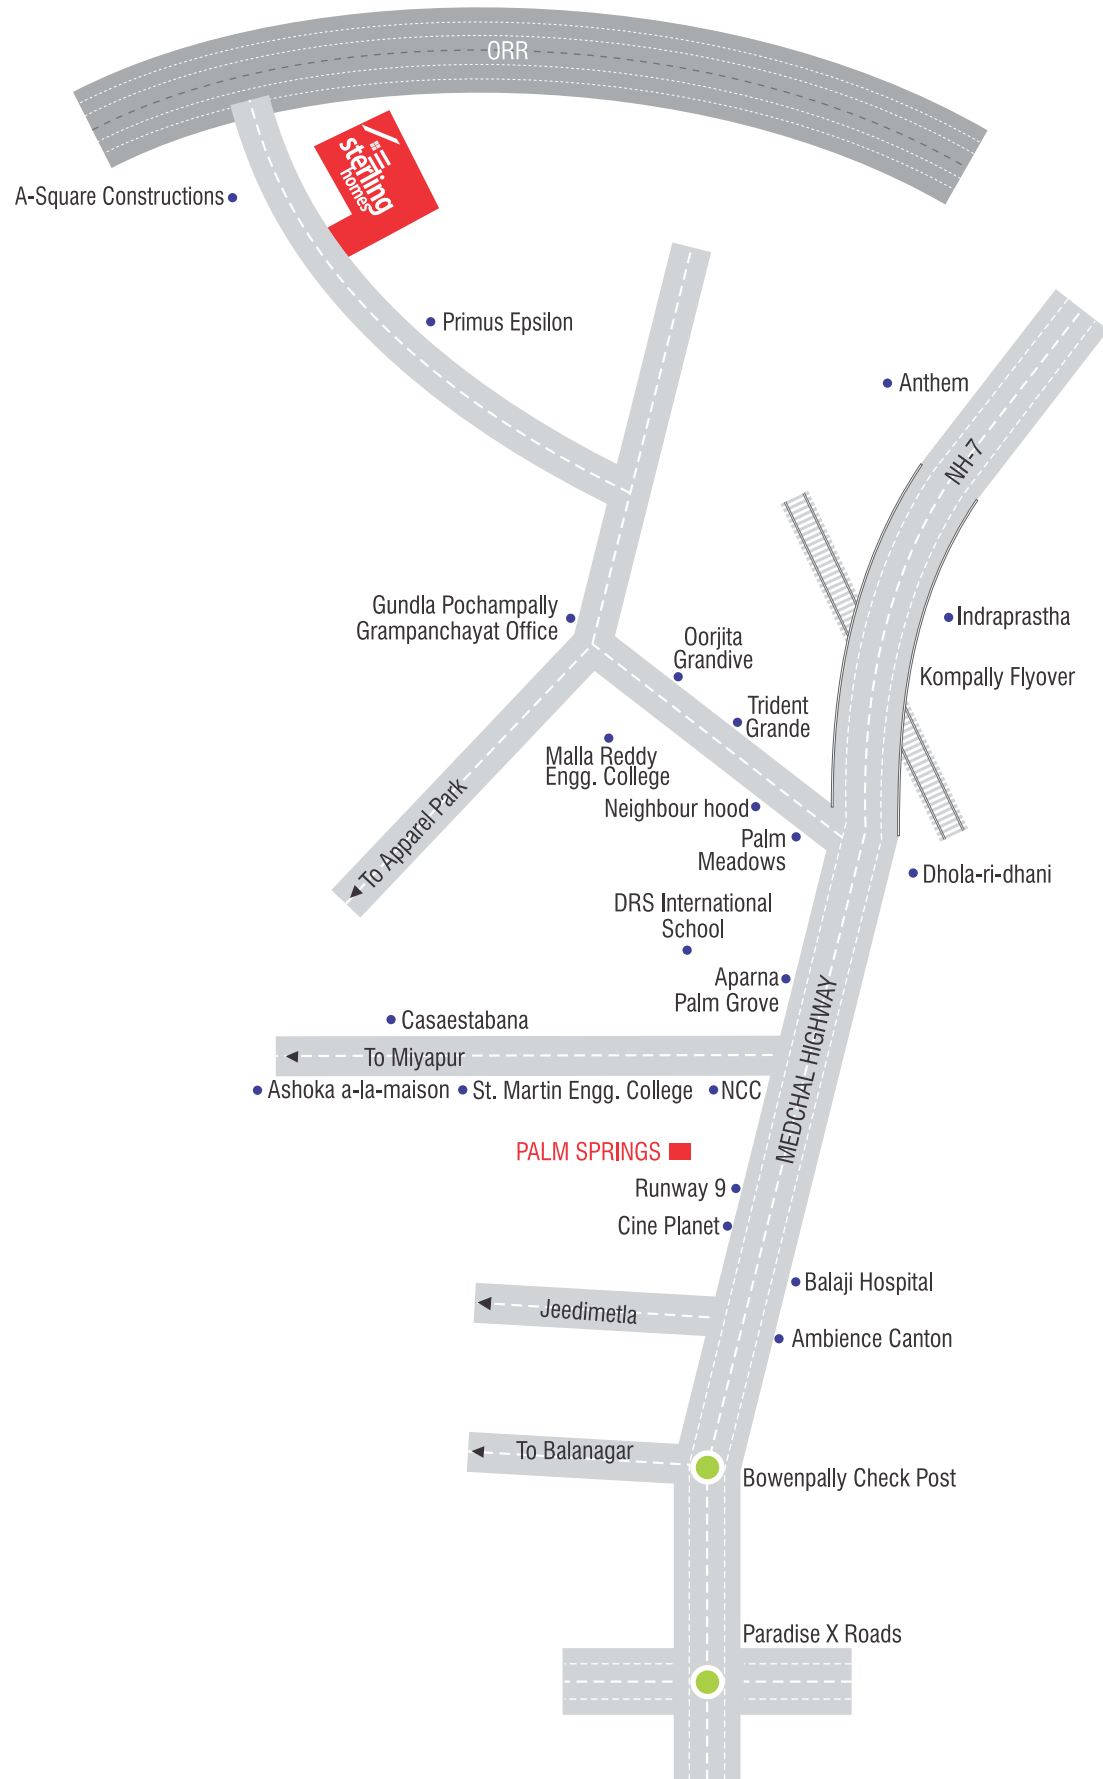 ORR
sterling
homes
A-Square Constructions
Primus Epsilon
Anthem
NH-7
Gundla Pochampally
Grampanchayat Office
Indraprastha
Oorjita
Grandive
Kompally Flyover
Trident
Grande
Malla Reddy
Engg. College
To Apparel Park
Neighbour hood
Palm
Meadows
Dhola-ri-dhani
DRS International
School
Aparna
Palm Grove
MEDCHAL HIGHWAY
Casaestabana
To Miyapur
Ashoka a-la-maison
St. Martin Engg. College
NCC
PALM SPRINGS
Runway 9
Cine Planet
Balaji Hospital
Jeedimetla
Ambience Canton
To Balanagar
Bowenpally Check Post
Paradise X Roads